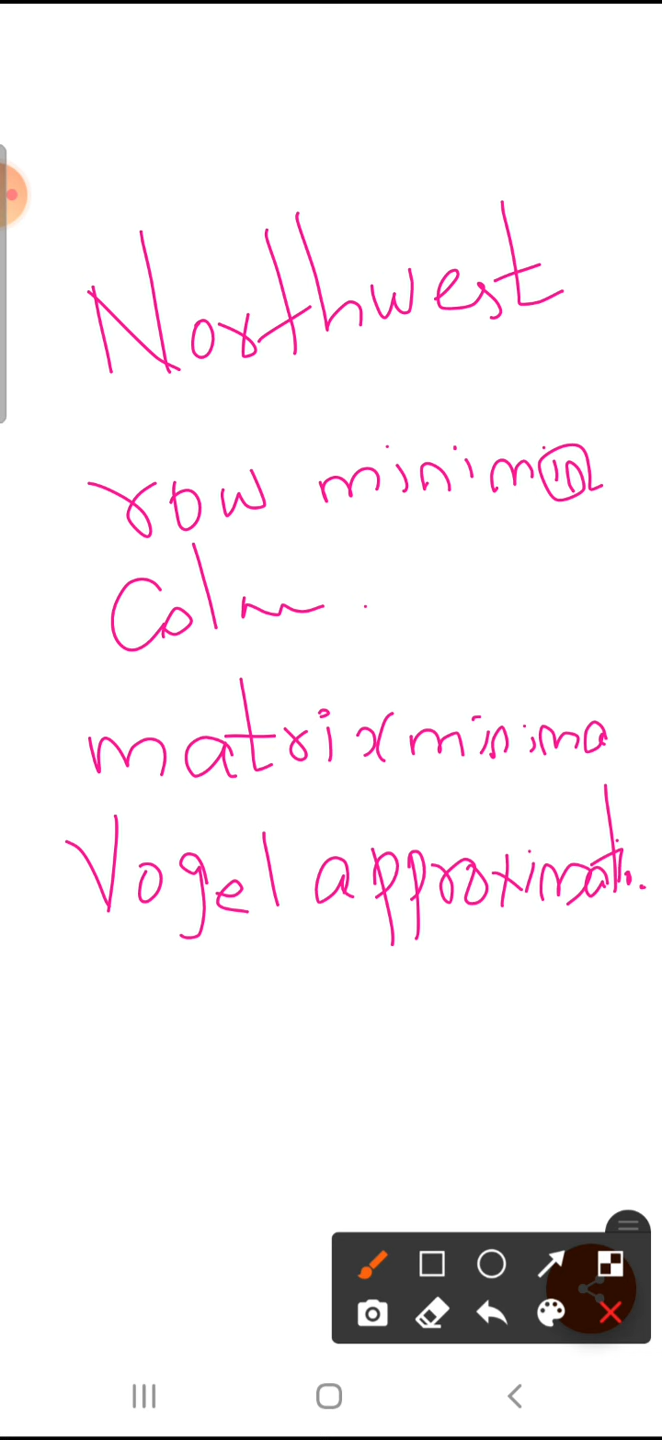 Northwest
row minima
Colm.
matrix minima
Vogel approximati.